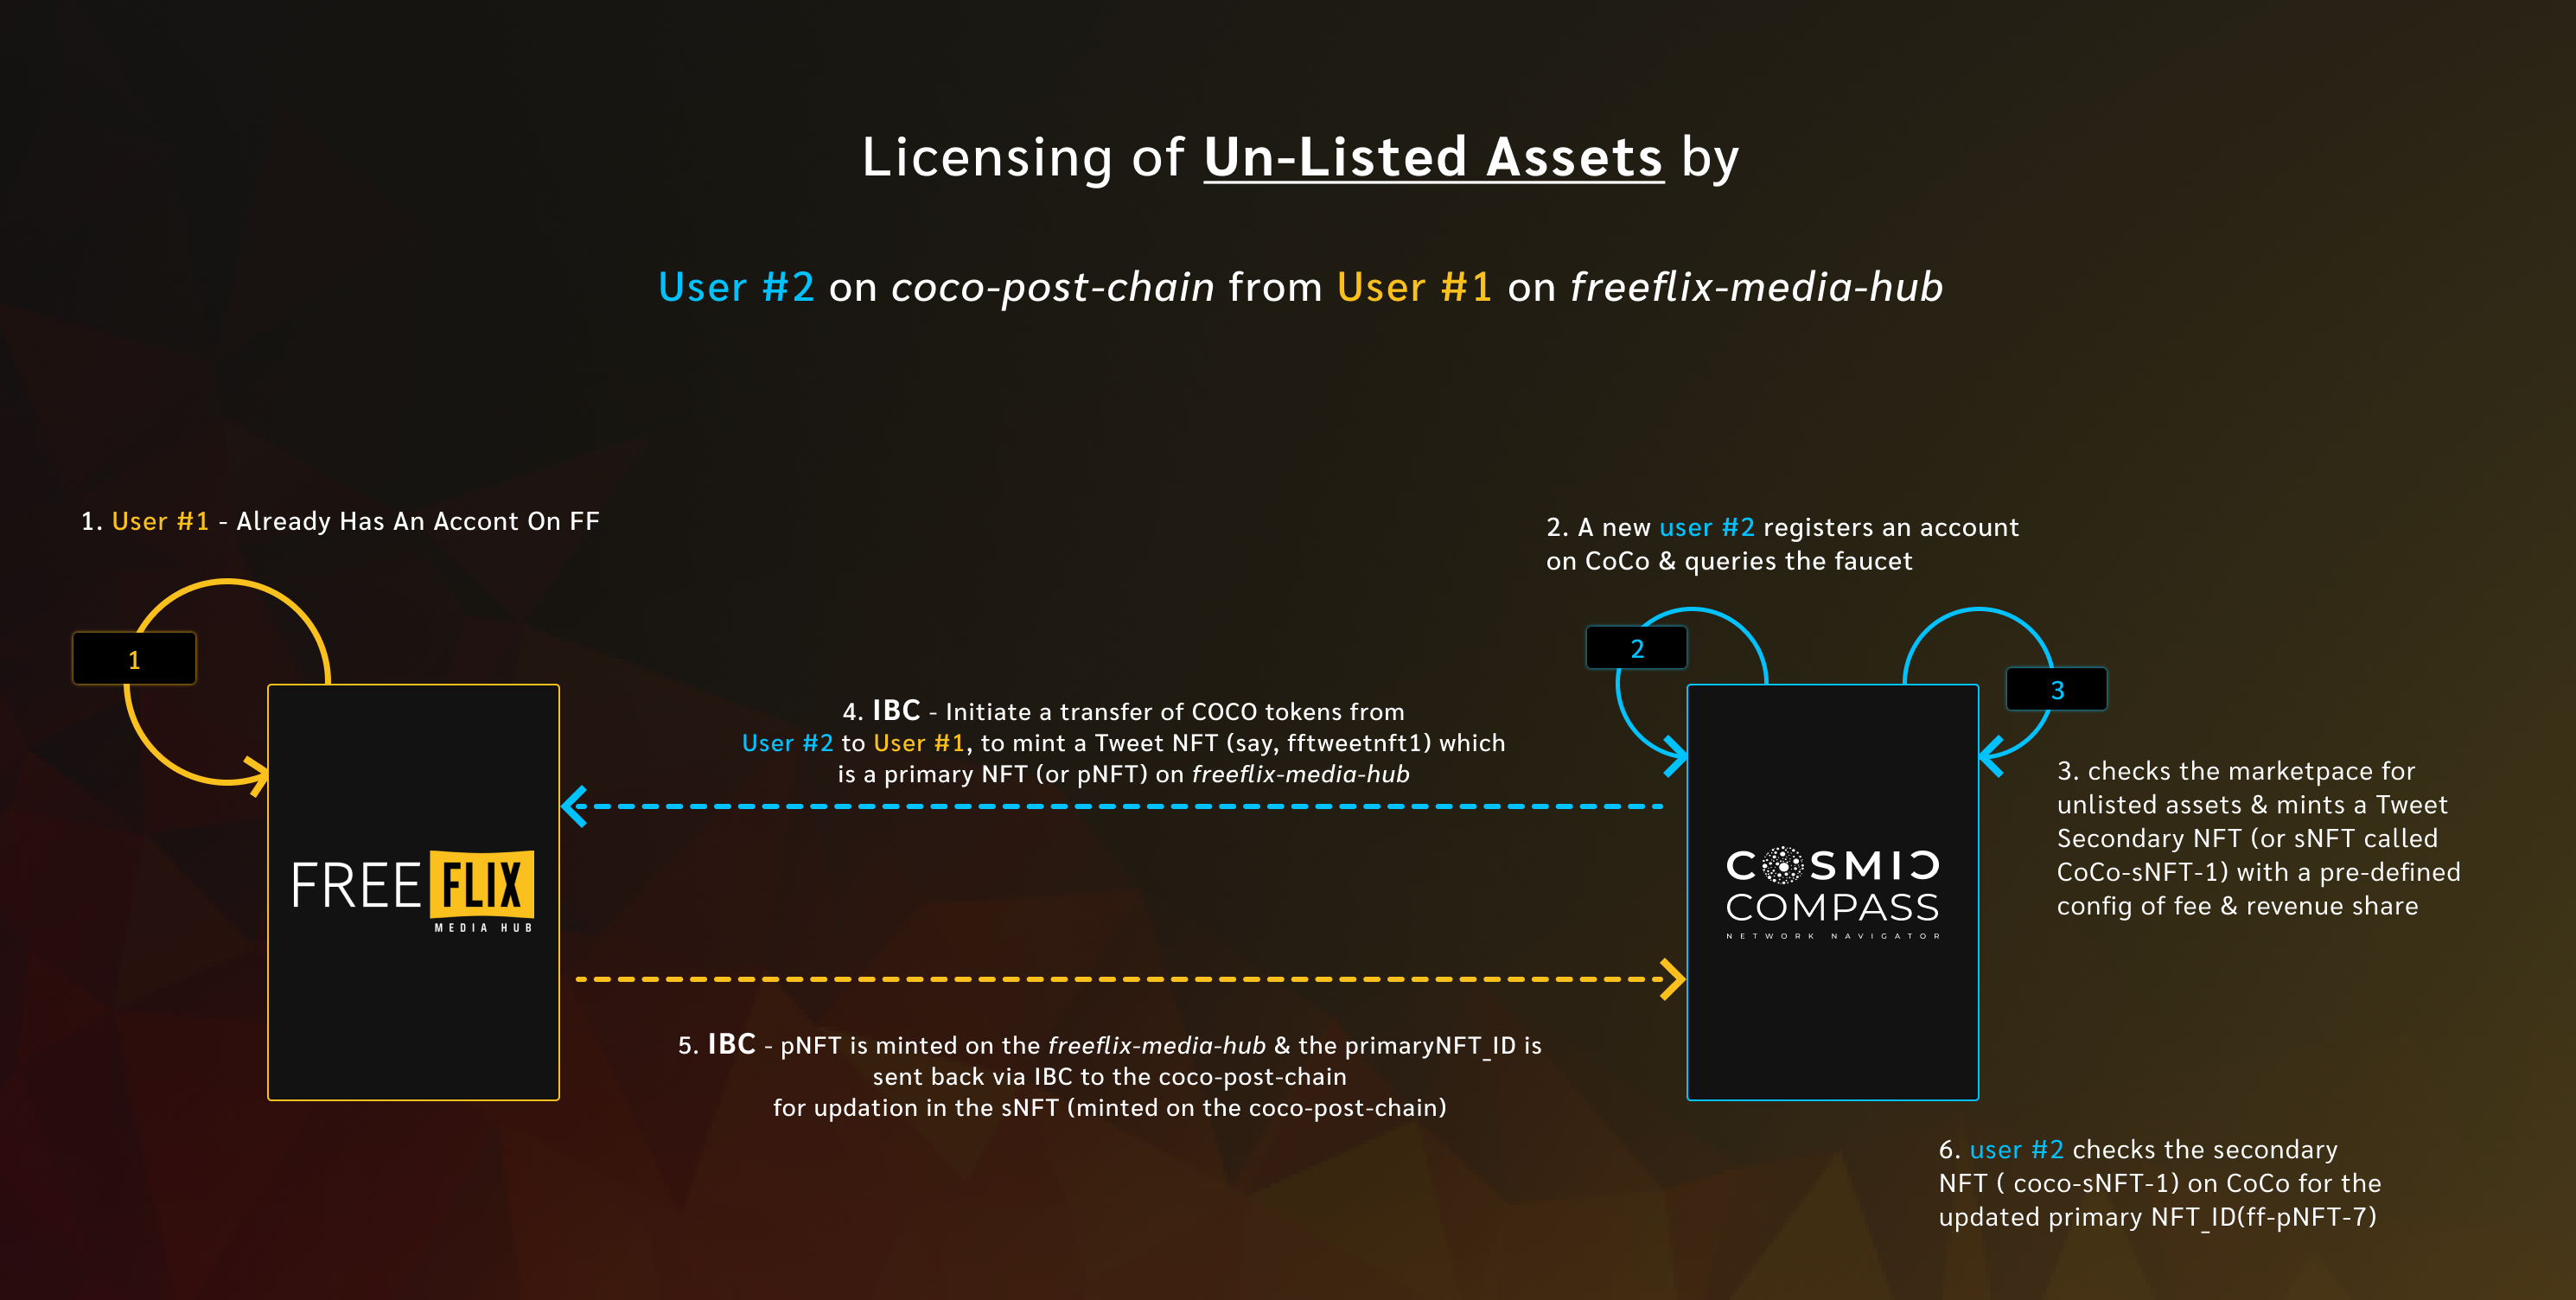 Licensing of Un-Listed Assets by
User #2 on coco-post-chain from User #1 on freeflix-media-hub
1. User #1 - Already Has An Accont On FF
1
2. A new user #2 registers an account
on CoCo & queries the faucet
2
3
3. checks the marketpace for
unlisted assets & mints a Tweet
Secondary NFT (or sNFT called
CoCo-sNFT-1) with a pre-defined
config of fee & revenue share
4. IBC - Initiate a transfer of COCO tokens from
User #2 to User #1, to mint a Tweet NFT (say, fftweetnft1) which
is a primary NFT (or pNFT) on freeflix-media-hub
FREE FLIX
MEDIA HUB
COSMIC
COMPASS
NETWORK NAVIGATOR
5. IBC - pNFT is minted on the freeflix-media-hub & the primaryNFT_ID is
sent back via IBC to the coco-post-chain
for updation in the sNFT (minted on the coco-post-chain)
6. user #2 checks the secondary
NFT ( coco-sNFT-1) on CoCo for the
updated primary NFT_ID(ff-pNFT-7)